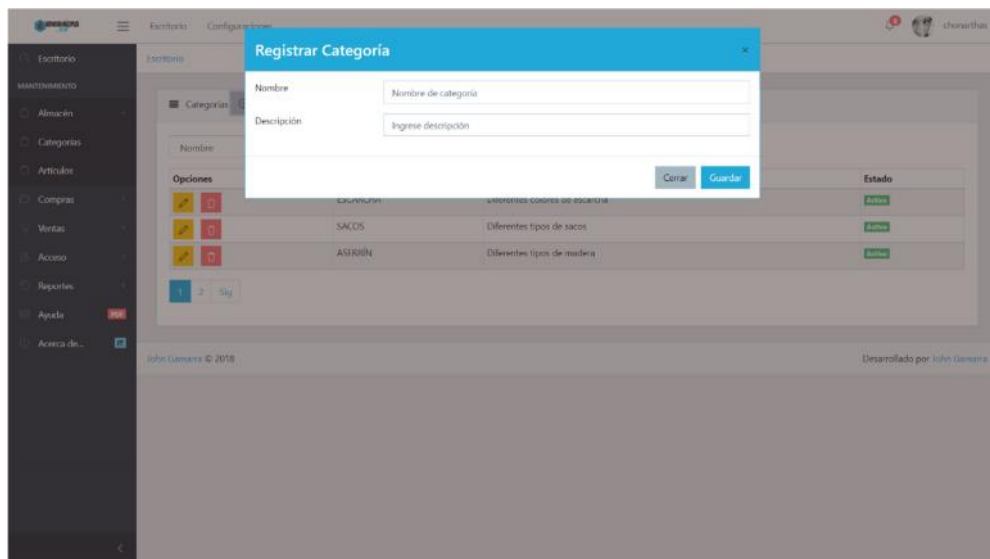 Escritorio Configuraciones
chonarthas
Escritorio
Escritorio
MANTENIMIENTO
Almacén
Categorías
Artículos
Compras
Ventas
Acceso
Reportes
Ayuda PDF
Acerca de... IT
Registrar Categoría ×
Nombre Nombre de categoría
Descripción Ingrese descripción
Cerrar Guardar
Categorías
Nombre
Opciones Estado
ESCARCHA Diferentes colores de escarcha Activo
SACOS Diferentes tipos de sacos Activo
ASERRÍN Diferentes tipos de madera Activo
1 2 Sig
John Gamarra © 2018 Desarrollado por John Gamarra